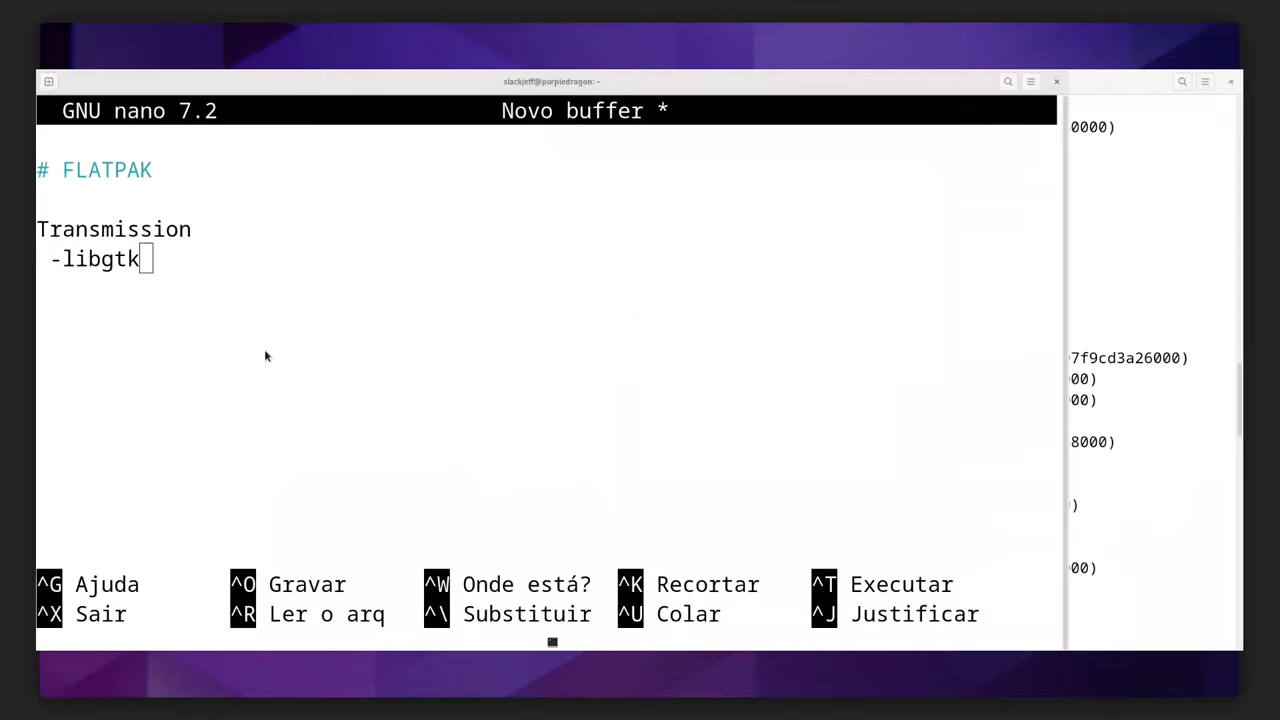 slackjeff@purpledragon: ~
GNU nano 7.2 Novo buffer *
# FLATPAK
Transmission
-libgtk
^G Ajuda ^O Gravar ^W Onde está? ^K Recortar ^T Executar
^X Sair ^R Ler o arq ^\ Substituir ^U Colar ^J Justificar
0000)
7f9cd3a26000)
00)
00)
8000)
)
00)